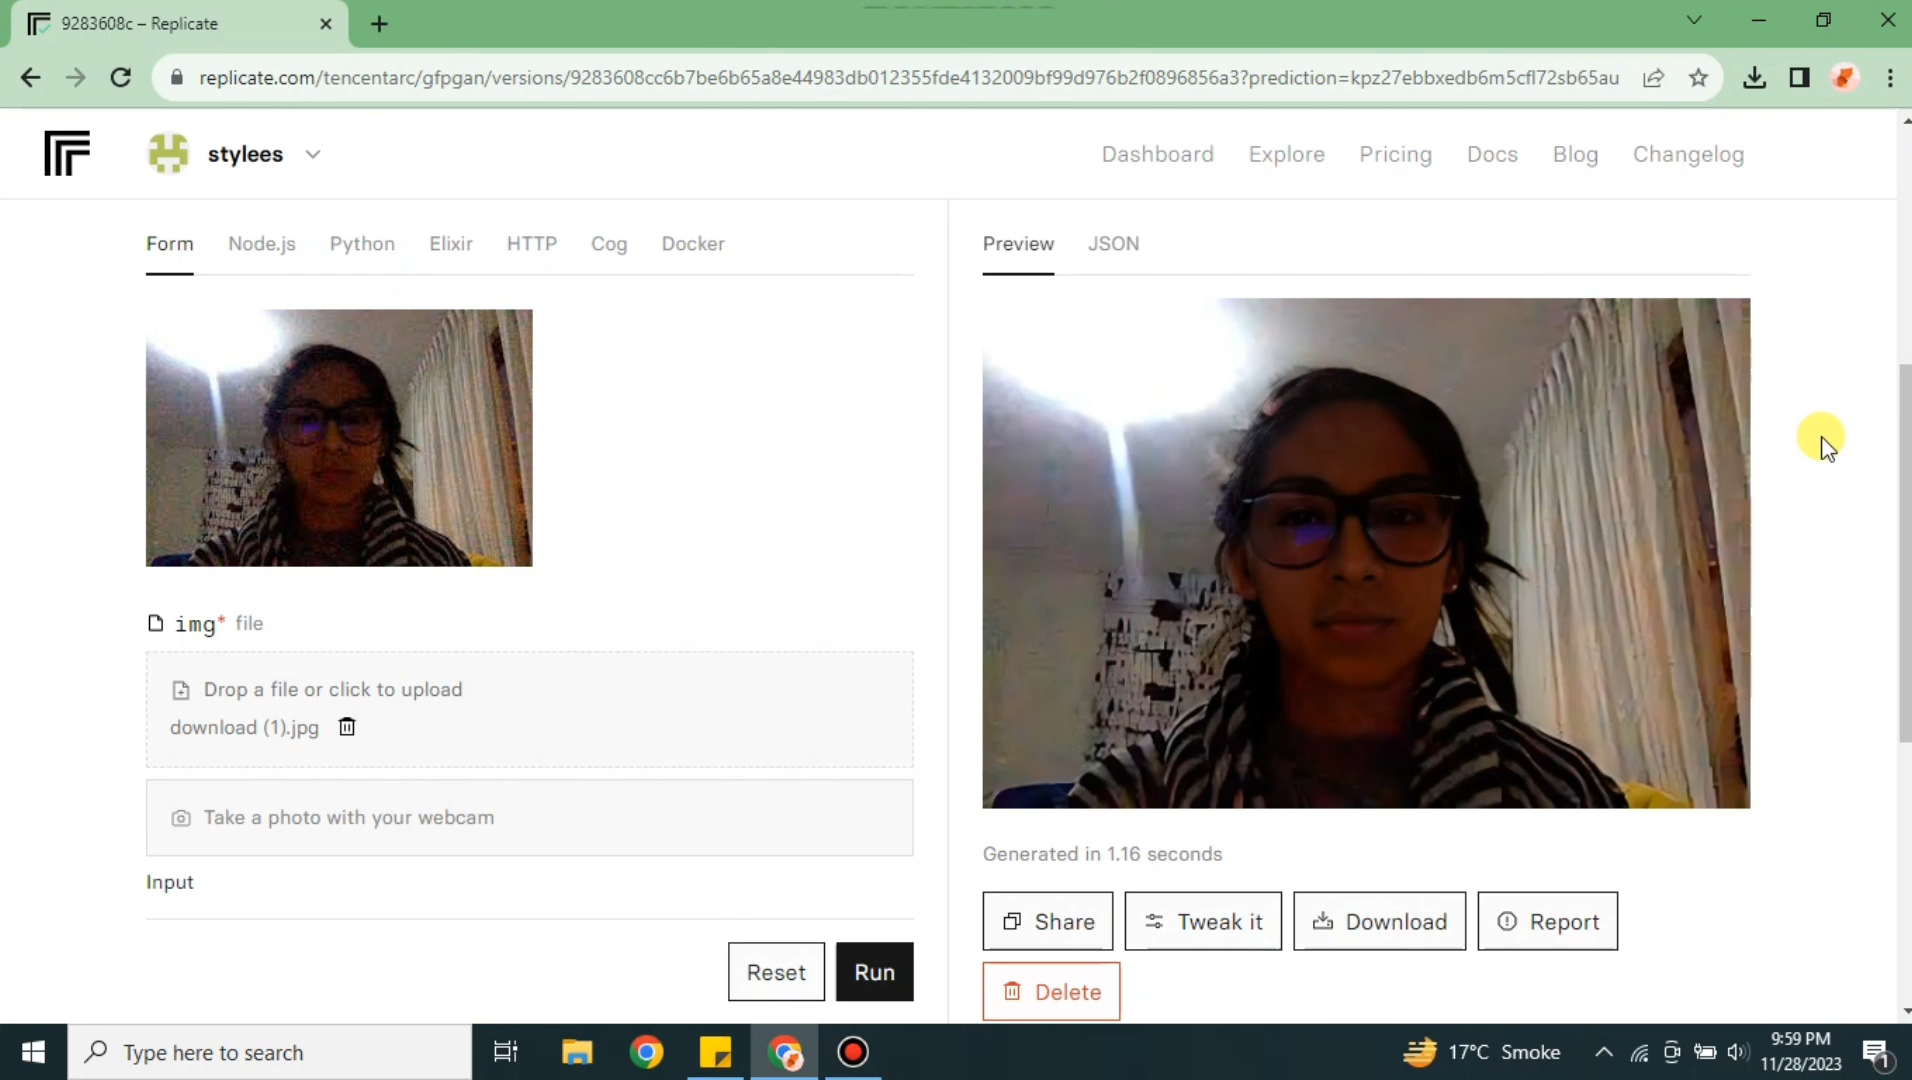 9283608c – Replicate
replicate.com/tencentarc/gfpgan/versions/9283608cc6b7be6b65a8e44983db012355fde4132009bf99d976b2f0896856a3?prediction=kpz27ebbxedb6m5cfl72sb65au
stylees
Dashboard Explore Pricing Docs Blog Changelog
Form Node.js Python Elixir HTTP Cog Docker
Preview JSON
img* file
Drop a file or click to upload
download (1).jpg
Take a photo with your webcam
Input
Reset Run
Generated in 1.16 seconds
Share Tweak it Download Report
Delete
Type here to search
17°C Smoke
9:59 PM
11/28/2023
1